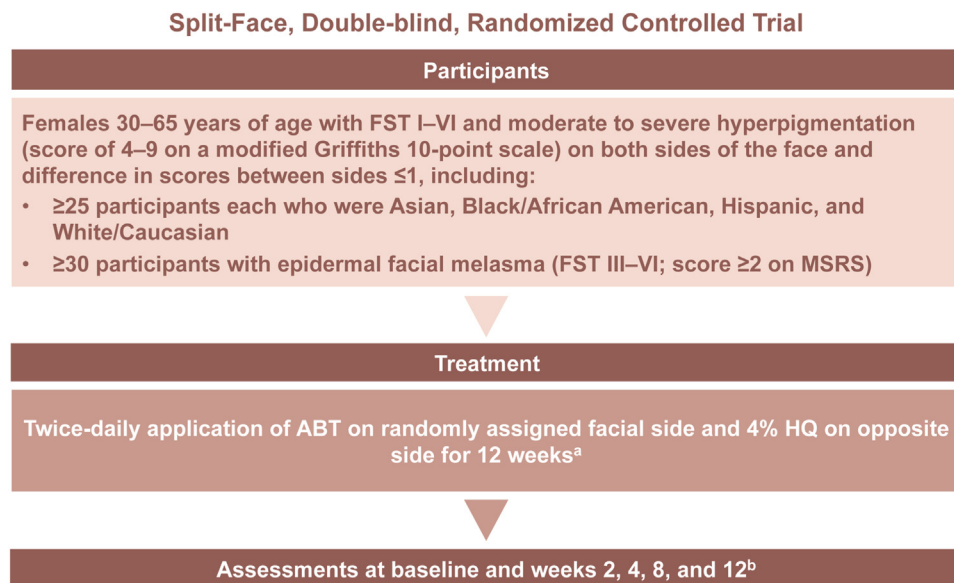 Split-Face, Double-blind, Randomized Controlled Trial
Participants
Females 30–65 years of age with FST I–VI and moderate to severe hyperpigmentation
(score of 4–9 on a modified Griffiths 10-point scale) on both sides of the face and
difference in scores between sides ≤1, including:
• ≥25 participants each who were Asian, Black/African American, Hispanic, and
White/Caucasian
• ≥30 participants with epidermal facial melasma (FST III–VI; score ≥2 on MSRS)
Treatment
Twice-daily application of ABT on randomly assigned facial side and 4% HQ on opposite
side for 12 weeksᵃ
Assessments at baseline and weeks 2, 4, 8, and 12ᵇ